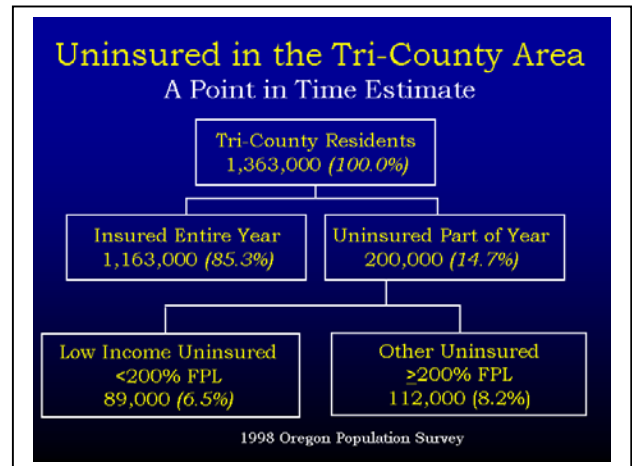 Uninsured in the Tri-County Area
A Point in Time Estimate
Tri-County Residents
1,363,000 (100.0%)
Insured Entire Year
1,163,000 (85.3%)
Uninsured Part of Year
200,000 (14.7%)
Low Income Uninsured
<200% FPL
89,000 (6.5%)
Other Uninsured
≥200% FPL
112,000 (8.2%)
1998 Oregon Population Survey